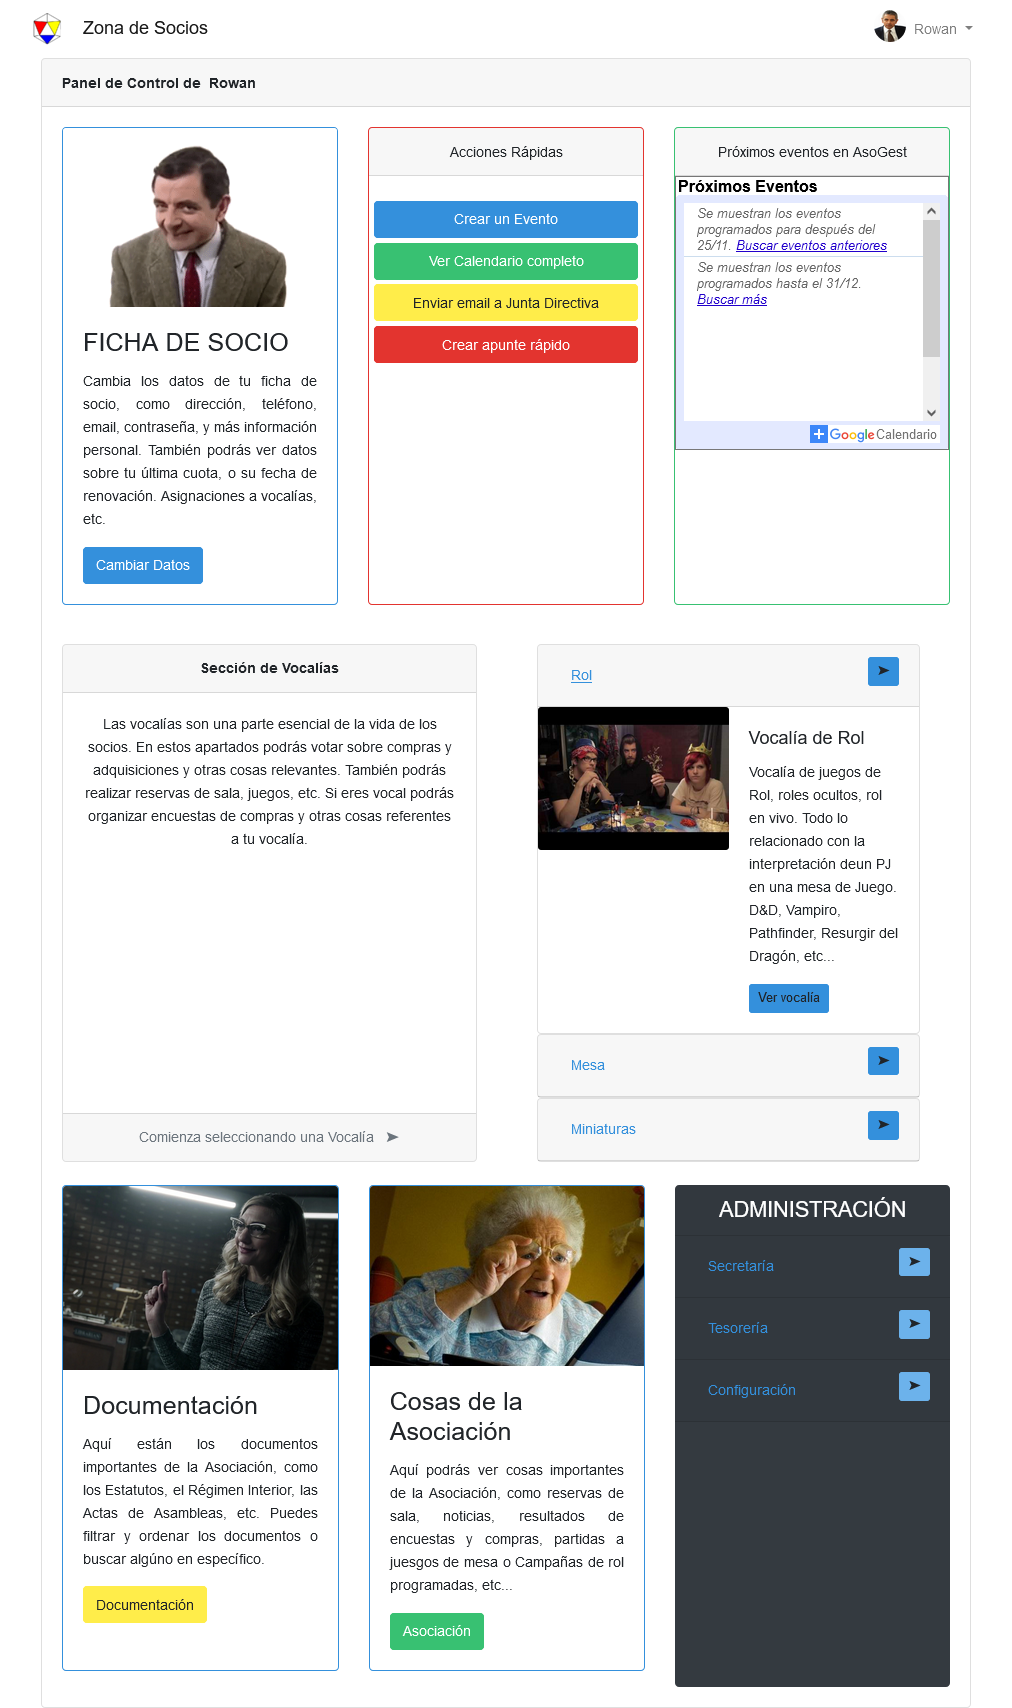 Zona de Socios
Rowan
Panel de Control de  Rowan
FICHA DE SOCIO
Cambia los datos de tu ficha de
socio, como dirección, teléfono,
email, contraseña, y más información
personal. También podrás ver datos
sobre tu última cuota, o su fecha de
renovación. Asignaciones a vocalías,
etc.
Cambiar Datos
Acciones Rápidas
Crear un Evento
Ver Calendario completo
Enviar email a Junta Directiva
Crear apunte rápido
Próximos eventos en AsoGest
Próximos Eventos
Se muestran los eventos
programados para después del
25/11. Buscar eventos anteriores
Se muestran los eventos
programados hasta el 31/12.
Buscar más
Google Calendario
Sección de Vocalías
Las vocalías son una parte esencial de la vida de los
socios. En estos apartados podrás votar sobre compras y
adquisiciones y otras cosas relevantes. También podrás
realizar reservas de sala, juegos, etc. Si eres vocal podrás
organizar encuestas de compras y otras cosas referentes
a tu vocalía.
Comienza seleccionando una Vocalía ➤
Rol
➤
Vocalía de Rol
Vocalía de juegos de
Rol, roles ocultos, rol
en vivo. Todo lo
relacionado con la
interpretación deun PJ
en una mesa de Juego.
D&D, Vampiro,
Pathfinder, Resurgir del
Dragón, etc...
Ver vocalía
Mesa
➤
Miniaturas
➤
Documentación
Aquí están los documentos
importantes de la Asociación, como
los Estatutos, el Régimen Interior, las
Actas de Asambleas, etc. Puedes
filtrar y ordenar los documentos o
buscar algúno en específico.
Documentación
Cosas de la
Asociación
Aquí podrás ver cosas importantes
de la Asociación, como reservas de
sala, noticias, resultados de
encuestas y compras, partidas a
juesgos de mesa o Campañas de rol
programadas, etc...
Asociación
ADMINISTRACIÓN
Secretaría
➤
Tesorería
➤
Configuración
➤